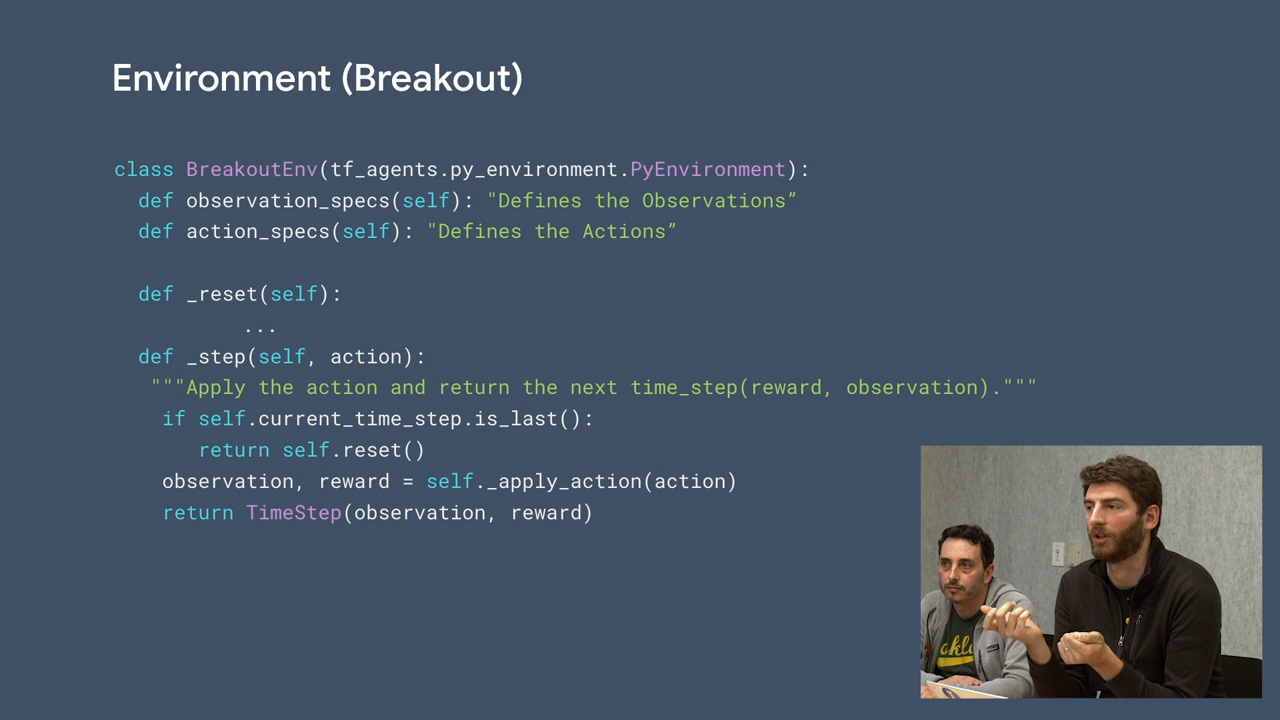 Environment (Breakout)
class BreakoutEnv(tf_agents.py_environment.PyEnvironment):
def observation_specs(self): "Defines the Observations”
def action_specs(self): "Defines the Actions”
def _reset(self):
...
def _step(self, action):
"""Apply the action and return the next time_step(reward, observation)."""
if self.current_time_step.is_last():
return self.reset()
observation, reward = self._apply_action(action)
return TimeStep(observation, reward)